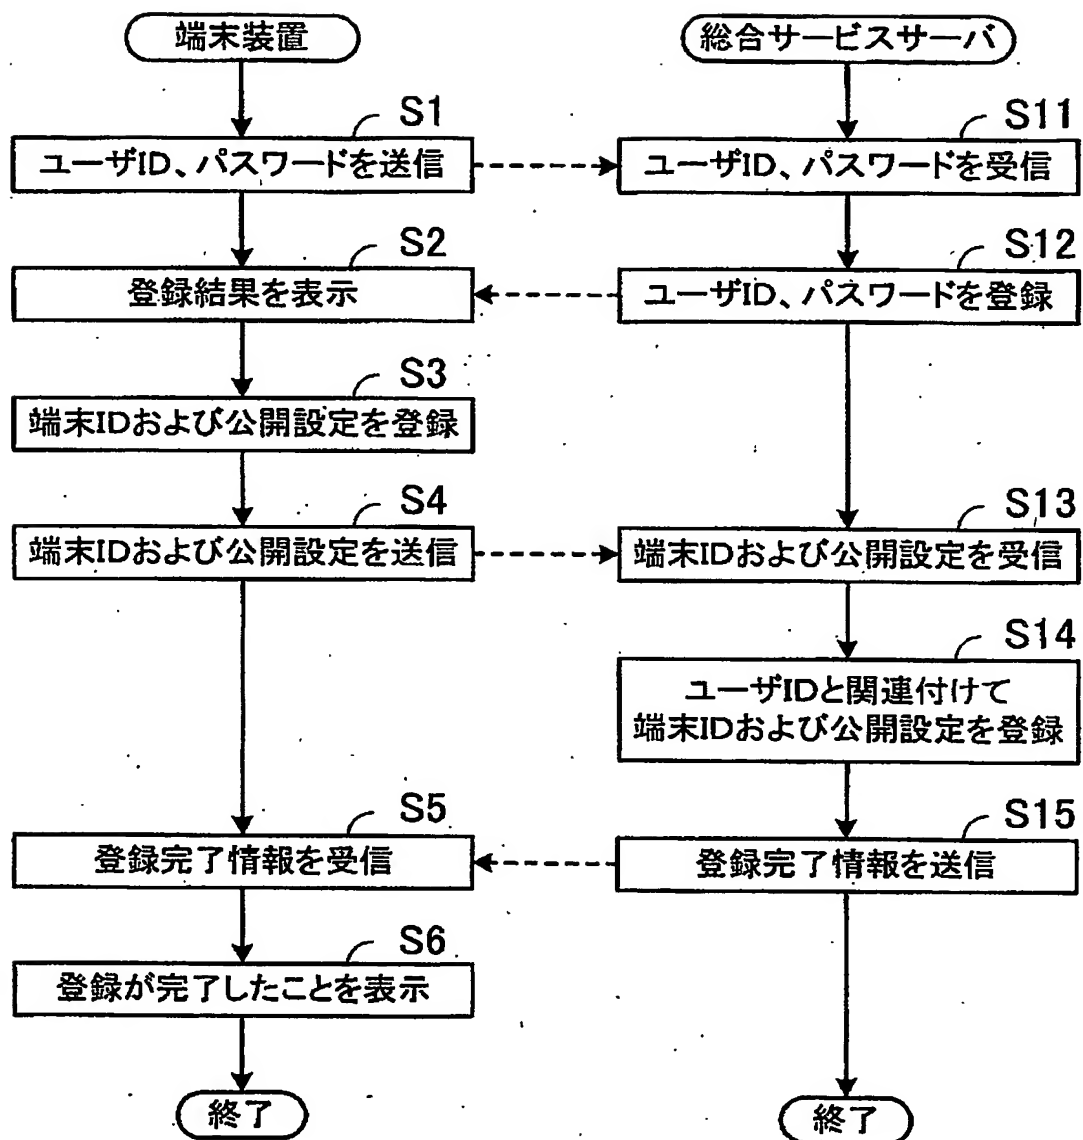 端末装置
総合サービスサーバ
S1
ユーザID、パスワードを送信
S11
ユーザID、パスワードを受信
S2
登録結果を表示
S12
ユーザID、パスワードを登録
S3
端末IDおよび公開設定を登録
S4
端末IDおよび公開設定を送信
S13
端末IDおよび公開設定を受信
S14
ユーザIDと関連付けて
端末IDおよび公開設定を登録
S5
登録完了情報を受信
S15
登録完了情報を送信
S6
登録が完了したことを表示
終了
終了